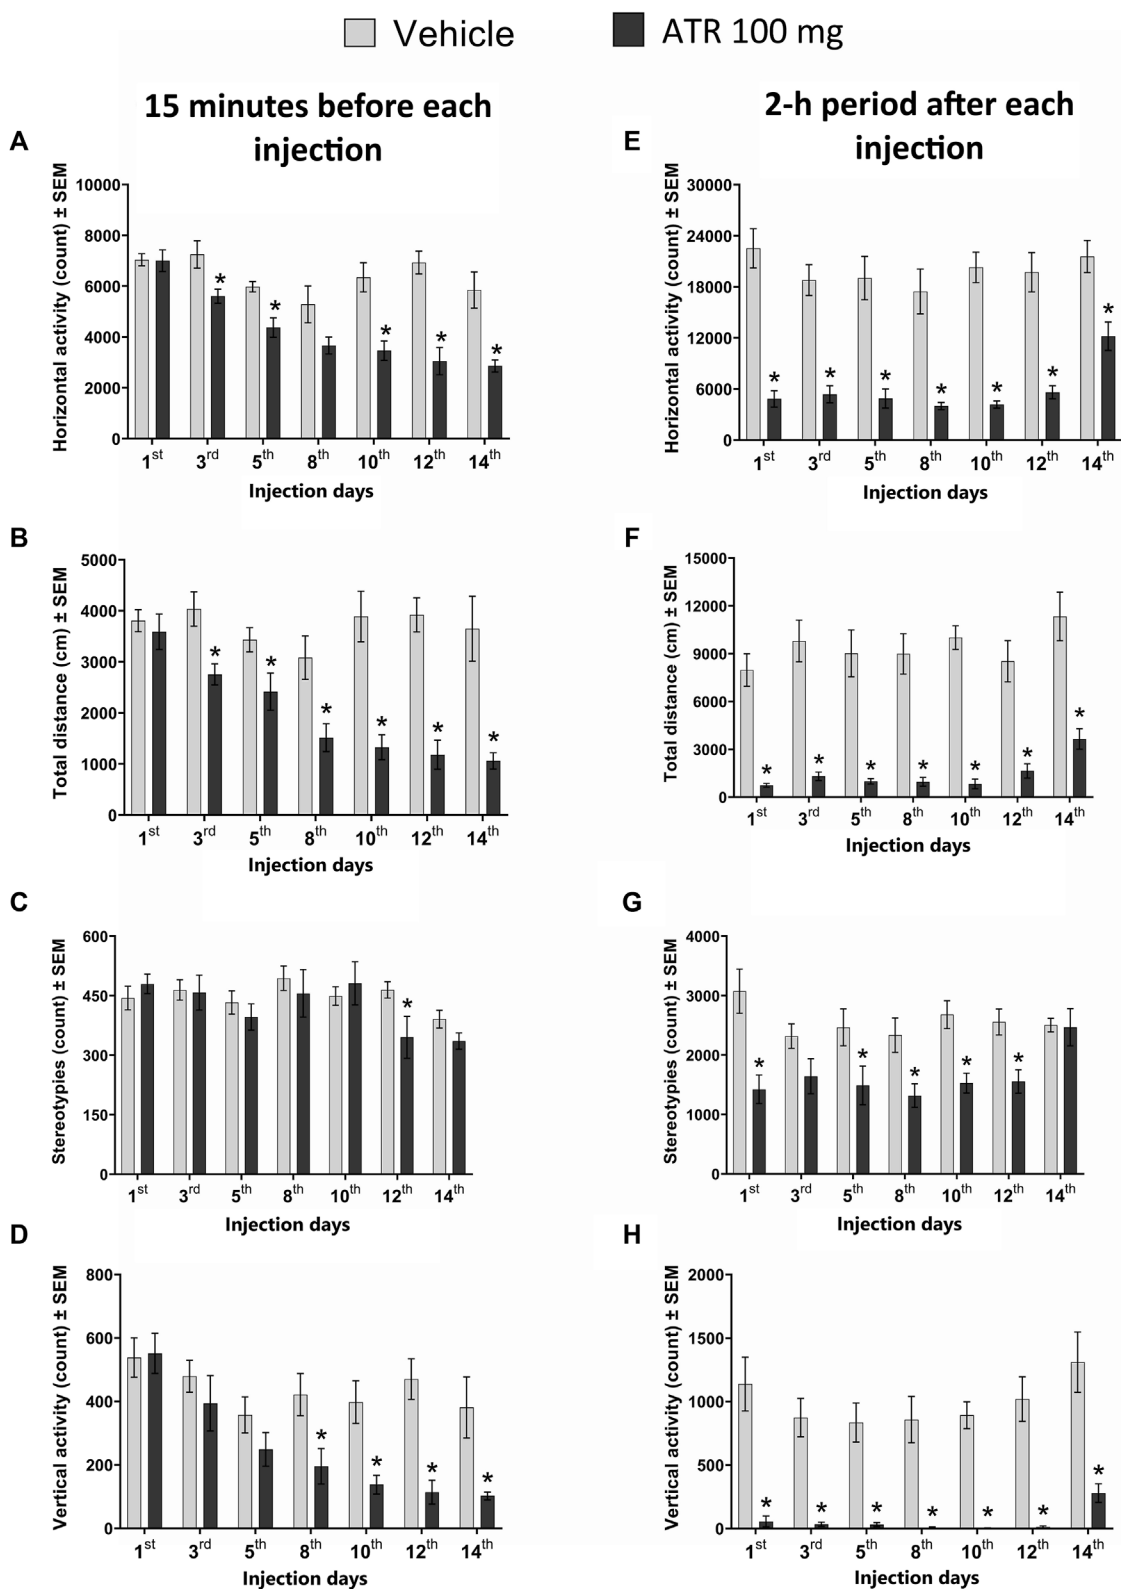 Vehicle
ATR 100 mg
15 minutes before each
injection
2-h period after each
injection
A
Horizontal activity (count) ± SEM
10000
8000
6000
4000
2000
0
* * * * *
1st 3rd 5th 8th 10th 12th 14th
Injection days
E
Horizontal activity (count) ± SEM
30000
24000
18000
12000
6000
0
* * * * * * *
1st 3rd 5th 8th 10th 12th 14th
Injection days
B
Total distance (cm) ± SEM
5000
4000
3000
2000
1000
0
* * * * * *
1st 3rd 5th 8th 10th 12th 14th
Injection days
F
Total distance (cm) ± SEM
15000
12000
9000
6000
3000
0
* * * * * * *
1st 3rd 5th 8th 10th 12th 14th
Injection days
C
Stereotypies (count) ± SEM
600
450
300
150
0
*
1st 3rd 5th 8th 10th 12th 14th
Injection days
G
Stereotypies (count) ± SEM
4000
3000
2000
1000
0
* * * * *
1st 3rd 5th 8th 10th 12th 14th
Injection days
D
Vertical activity (count) ± SEM
800
600
400
200
0
* * * *
1st 3rd 5th 8th 10th 12th 14th
Injection days
H
Vertical activity (count) ± SEM
2000
1500
1000
500
0
* * * * * * *
1st 3rd 5th 8th 10th 12th 14th
Injection days